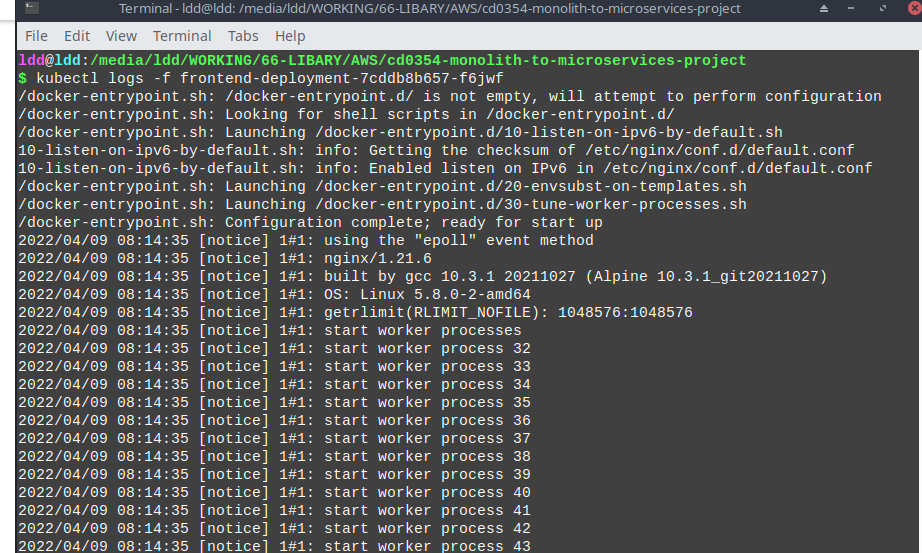 Terminal - ldd@ldd: /media/ldd/WORKING/66-LIBARY/AWS/cd0354-monolith-to-microservices-project
File Edit View Terminal Tabs Help
ldd@ldd:/media/ldd/WORKING/66-LIBARY/AWS/cd0354-monolith-to-microservices-project
$ kubectl logs -f frontend-deployment-7cddb8b657-f6jwf
/docker-entrypoint.sh: /docker-entrypoint.d/ is not empty, will attempt to perform configuration
/docker-entrypoint.sh: Looking for shell scripts in /docker-entrypoint.d/
/docker-entrypoint.sh: Launching /docker-entrypoint.d/10-listen-on-ipv6-by-default.sh
10-listen-on-ipv6-by-default.sh: info: Getting the checksum of /etc/nginx/conf.d/default.conf
10-listen-on-ipv6-by-default.sh: info: Enabled listen on IPv6 in /etc/nginx/conf.d/default.conf
/docker-entrypoint.sh: Launching /docker-entrypoint.d/20-envsubst-on-templates.sh
/docker-entrypoint.sh: Launching /docker-entrypoint.d/30-tune-worker-processes.sh
/docker-entrypoint.sh: Configuration complete; ready for start up
2022/04/09 08:14:35 [notice] 1#1: using the "epoll" event method
2022/04/09 08:14:35 [notice] 1#1: nginx/1.21.6
2022/04/09 08:14:35 [notice] 1#1: built by gcc 10.3.1 20211027 (Alpine 10.3.1_git20211027)
2022/04/09 08:14:35 [notice] 1#1: OS: Linux 5.8.0-2-amd64
2022/04/09 08:14:35 [notice] 1#1: getrlimit(RLIMIT_NOFILE): 1048576:1048576
2022/04/09 08:14:35 [notice] 1#1: start worker processes
2022/04/09 08:14:35 [notice] 1#1: start worker process 32
2022/04/09 08:14:35 [notice] 1#1: start worker process 33
2022/04/09 08:14:35 [notice] 1#1: start worker process 34
2022/04/09 08:14:35 [notice] 1#1: start worker process 35
2022/04/09 08:14:35 [notice] 1#1: start worker process 36
2022/04/09 08:14:35 [notice] 1#1: start worker process 37
2022/04/09 08:14:35 [notice] 1#1: start worker process 38
2022/04/09 08:14:35 [notice] 1#1: start worker process 39
2022/04/09 08:14:35 [notice] 1#1: start worker process 40
2022/04/09 08:14:35 [notice] 1#1: start worker process 41
2022/04/09 08:14:35 [notice] 1#1: start worker process 42
2022/04/09 08:14:35 [notice] 1#1: start worker process 43